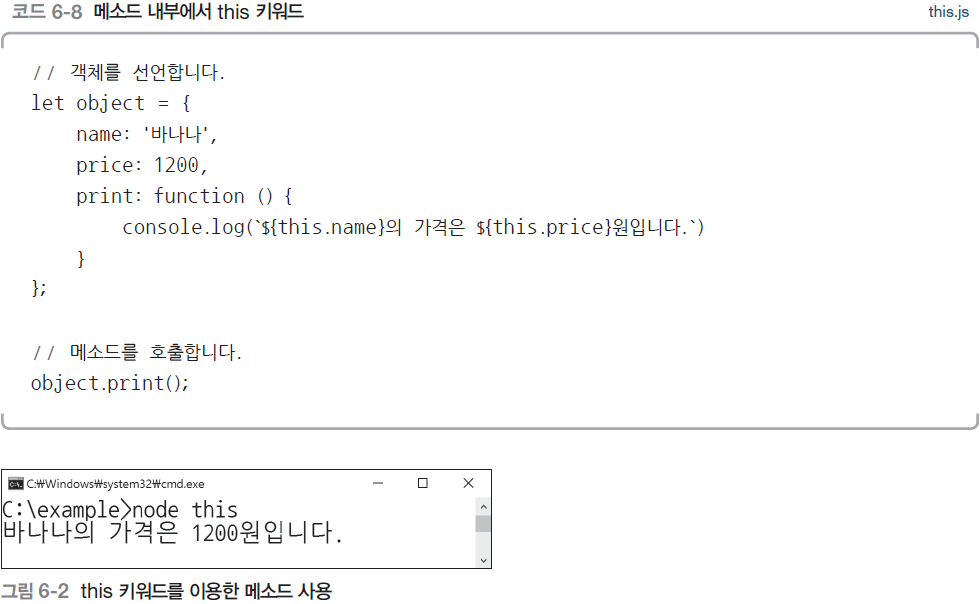 코드 6-8 메소드 내부에서 this 키워드 this.js
// 객체를 선언합니다.
let object = {
    name: '바나나',
    price: 1200,
    print: function () {
        console.log(`${this.name}의 가격은 ${this.price}원입니다.`)
    }
};
// 메소드를 호출합니다.
object.print();
C:₩Windows₩system32₩cmd.exe
C:\example>node this
바나나의 가격은 1200원입니다.
그림 6-2 this 키워드를 이용한 메소드 사용